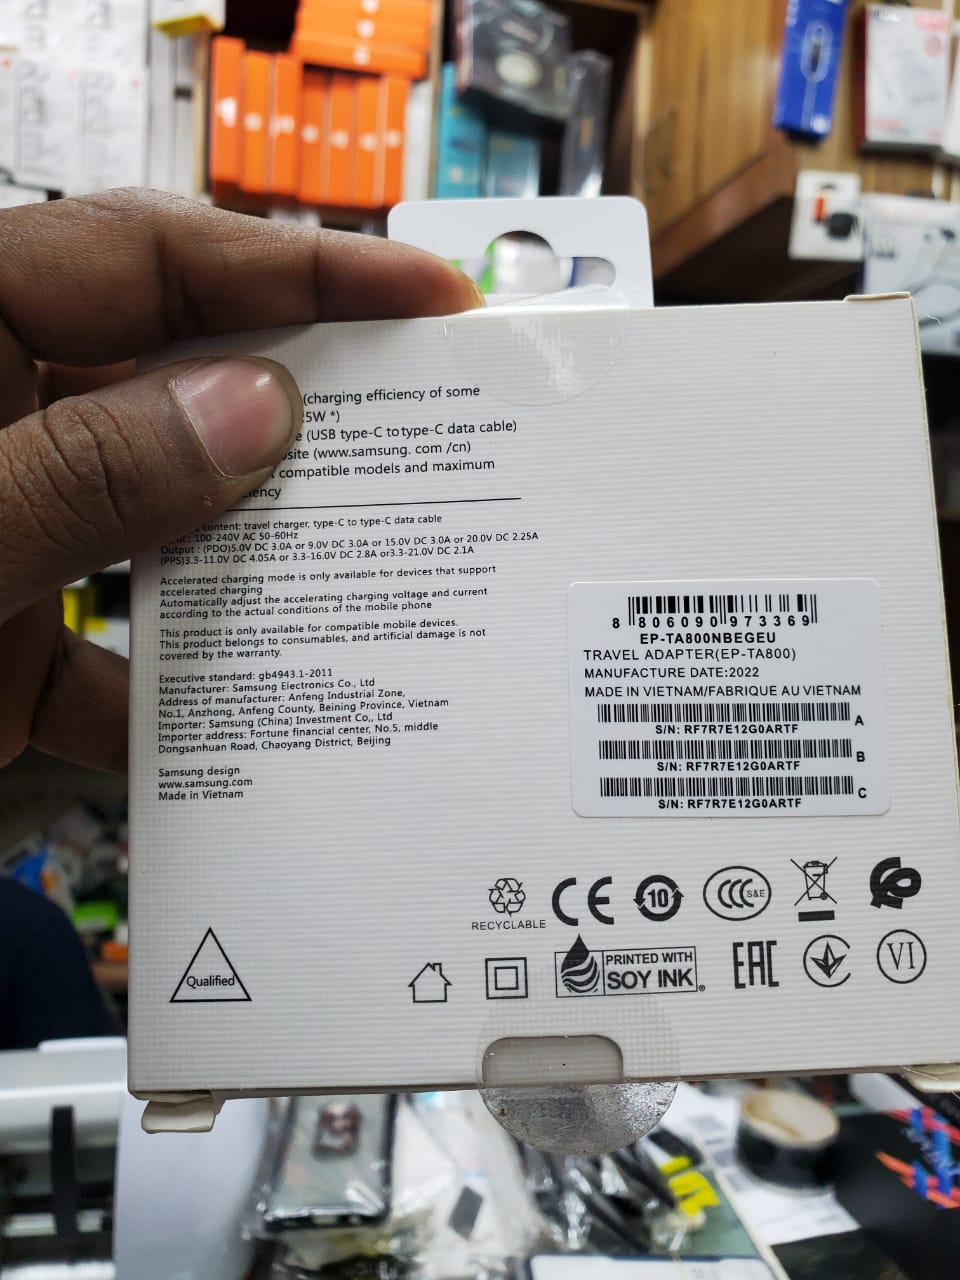 (charging efficiency of some
5W *)
e (USB type-C to type-C data cable)
site (www.samsung. com /cn)
compatible models and maximum
iency
content: travel charger, type-C to type-C data cable
: 100-240V AC 50-60Hz
Output : (PDO)5.0V DC 3.0A or 9.0V DC 3.0A or 15.0V DC 3.0A or 20.0V DC 2.25A
(PPS)3.3-11.0V DC 4.05A or 3.3-16.0V DC 2.8A or3.3-21.0V DC 2.1A
Accelerated charging mode is only available for devices that support
accelerated charging
Automatically adjust the accelerating charging voltage and current
according to the actual conditions of the mobile phone
This product is only available for compatible mobile devices.
This product belongs to consumables, and artificial damage is not
covered by the warranty.
Executive standard: gb4943.1-2011
Manufacturer: Samsung Electronics Co., Ltd
Address of manufacturer: Anfeng Industrial Zone,
No.1, Anzhong, Anfeng County, Beining Province, Vietnam
Importer: Samsung (China) Investment Co,, Ltd
Importer address: Fortune financial center, No.5, middle
Dongsanhuan Road, Chaoyang District, Beijing
Samsung design
www.samsung.com
Made in Vietnam
8 806090 973369
EP-TA800NBEGEU
TRAVEL ADAPTER(EP-TA800)
MANUFACTURE DATE:2022
MADE IN VIETNAM/FABRIQUE AU VIETNAM
A
S/N: RF7R7E12G0ARTF
B
S/N: RF7R7E12G0ARTF
C
S/N: RF7R7E12G0ARTF
RECYCLABLE
CE
10
CCC S&E
Qualified
PRINTED WITH
SOY INK
EAC
VI